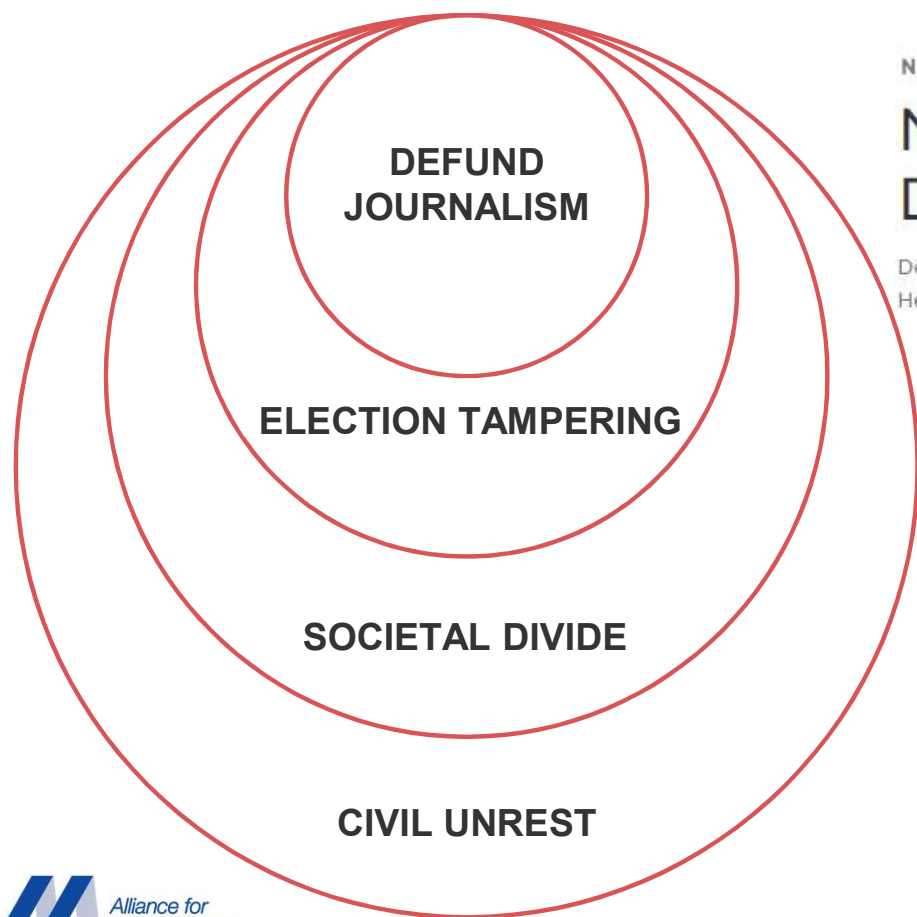 DEFUND
JOURNALISM
ELECTION TAMPERING
SOCIETAL DIVIDE
CIVIL UNREST
Alliance for